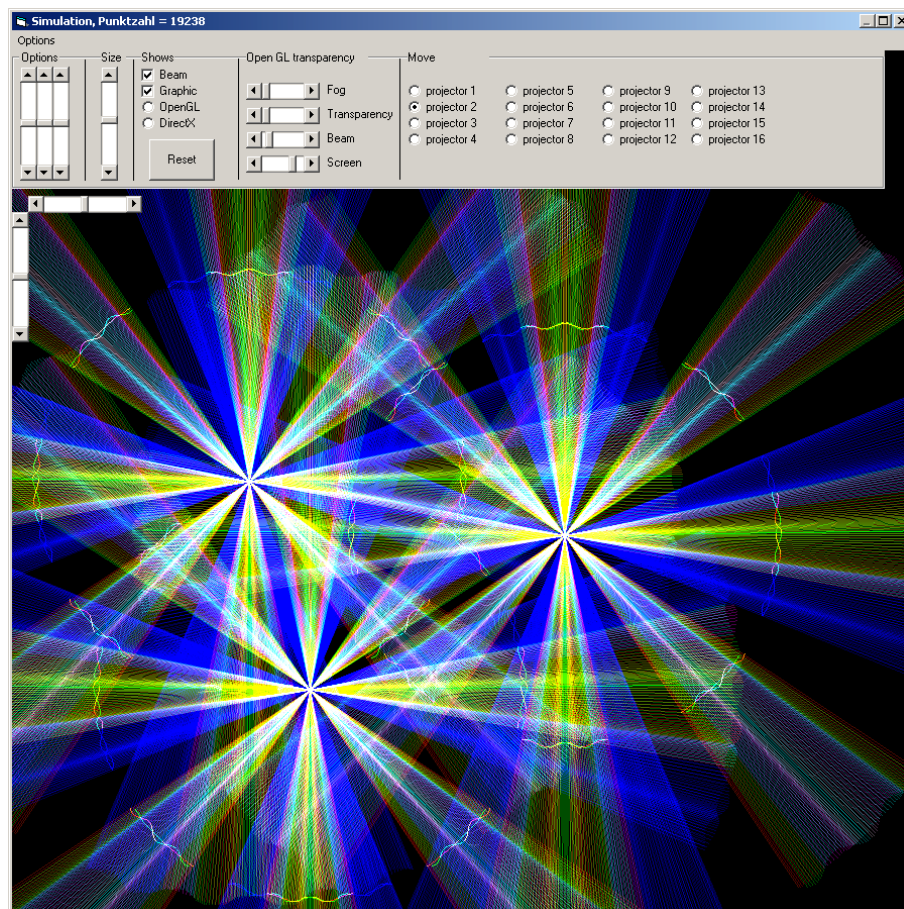 Simulation, Punktzahl = 19238
Options
Options Size Shows Open GL transparency Move
Beam
Graphic
OpenGL
DirectX
Reset
Fog
Transparency
Beam
Screen
projector 1 projector 5 projector 9 projector 13
projector 2 projector 6 projector 10 projector 14
projector 3 projector 7 projector 11 projector 15
projector 4 projector 8 projector 12 projector 16